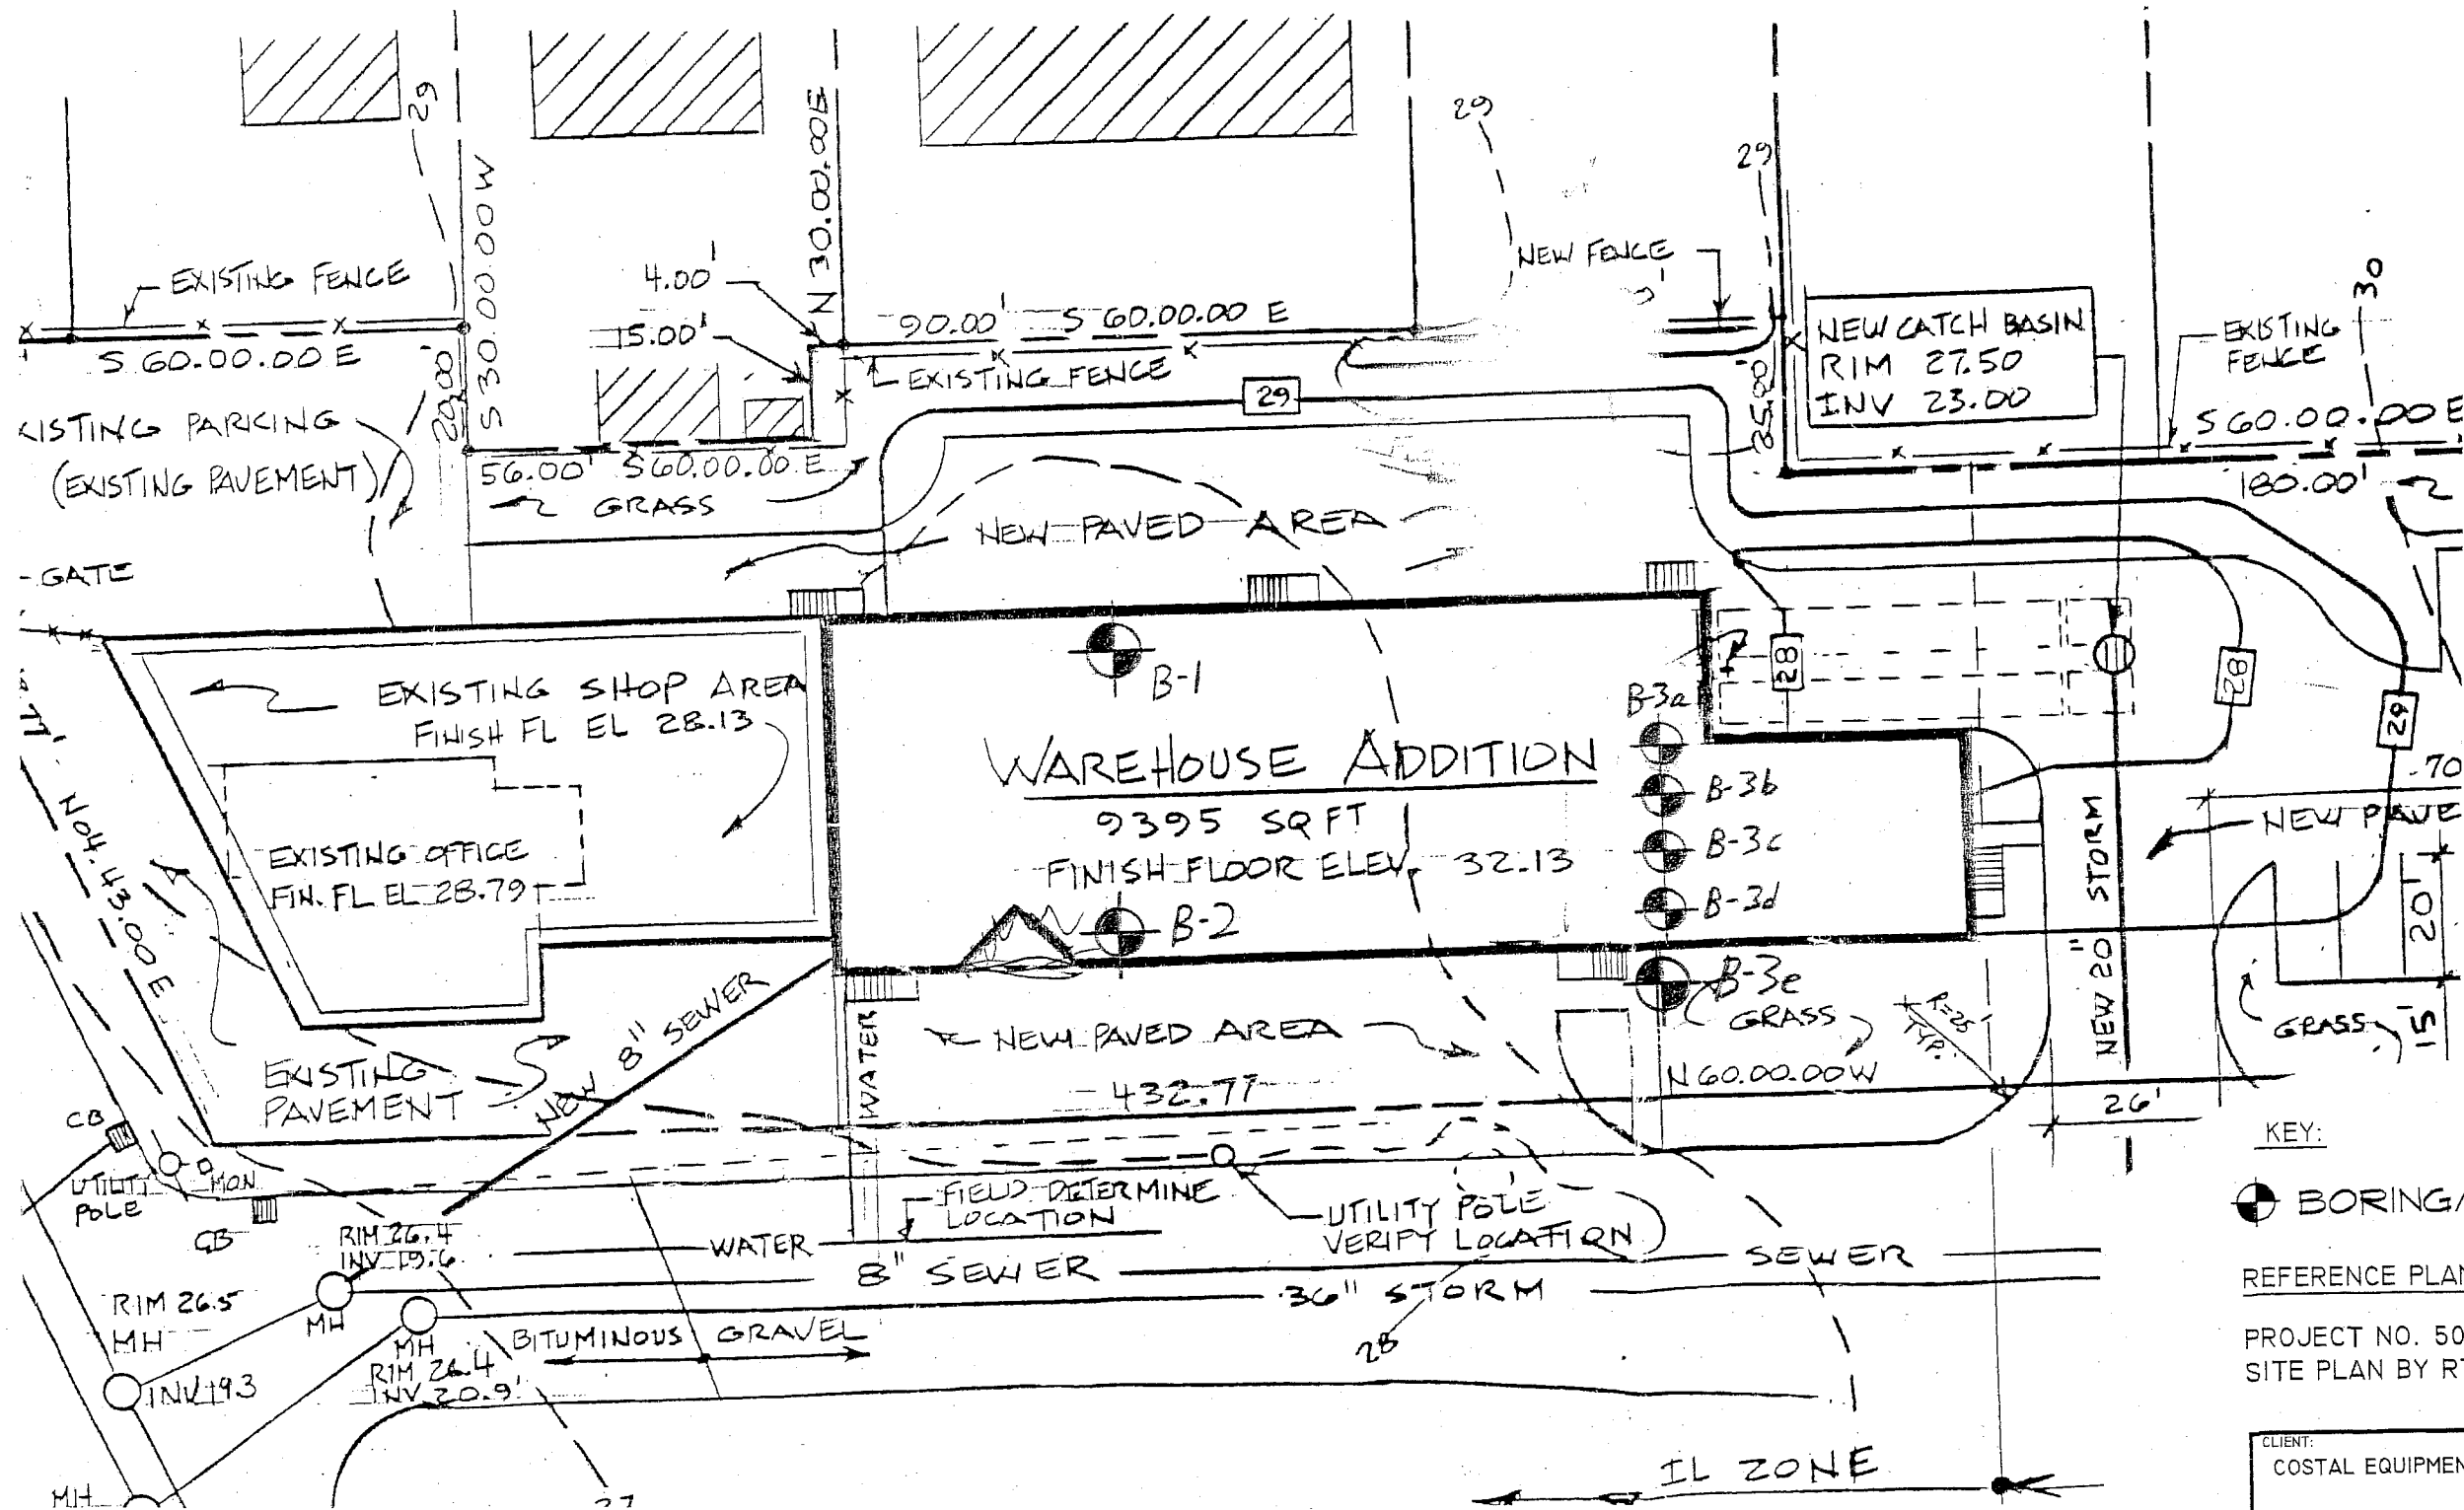 29
29
29
S 30.00.00 W
N 30.00.00E
EXISTING FENCE
S 60.00.00 E
20.00'
4.00'
15.00'
90.00' S 60.00.00 E
EXISTING FENCE
NEW FENCE
NEW CATCH BASIN
RIM 27.50
INV 23.00
EXISTING
FENCE
30
S 60.00.00 E
180.00'
XISTING PARKING
(EXISTING PAVEMENT)
56.00' S60.00.00 E
GRASS
29
NEW PAVED AREA
GATE
EXISTING SHOP AREA
FINISH FL EL 28.13
B-1
B-3a
28
28
29
WAREHOUSE ADDITION
9395 SQ FT
FINISH FLOOR ELEV. 32.13
B-3b
B-3c
B-3d
B-3e
B-2
EXISTING OFFICE
FIN. FL EL 28.79
N04.43.00E
70
NEW PAVE
20'
15'
GRASS
NEW 20" STORM
R=25'
TYP.
GRASS
N60.00.00W
26'
NEW PAVED AREA
432.77
WATER
NEW 8" SEWER
EXISTING
PAVEMENT
CB
UTILITY
POLE
MON
CB
RIM 26.4
INV 19.6
MH
RIM 26.5
MH
INV 19.3
MH
RIM 26.4
INV 20.9'
MH
27
FIELD DETERMINE
LOCATION
UTILITY POLE
VERIFY LOCATION
WATER
8" SEWER
SEWER
36" STORM
28
BITUMINOUS GRAVEL
IL ZONE
KEY:
BORING/
REFERENCE PLAN
PROJECT NO. 50
SITE PLAN BY R
CLIENT:
COSTAL EQUIPMEN